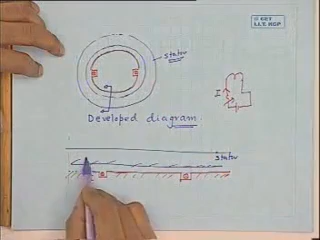 © CET
I.I.T. KGP
Stator
I
Developed diagram.
Stator